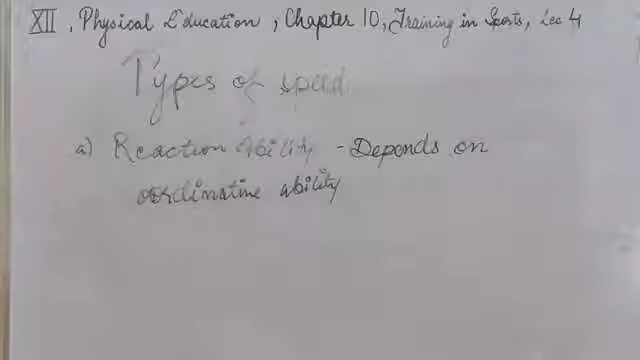 XII, Physical Education, Chapter 10, Training in Sports, Lec 4
Types of speed
a) Reaction Ability - Depends on
coordinative ability